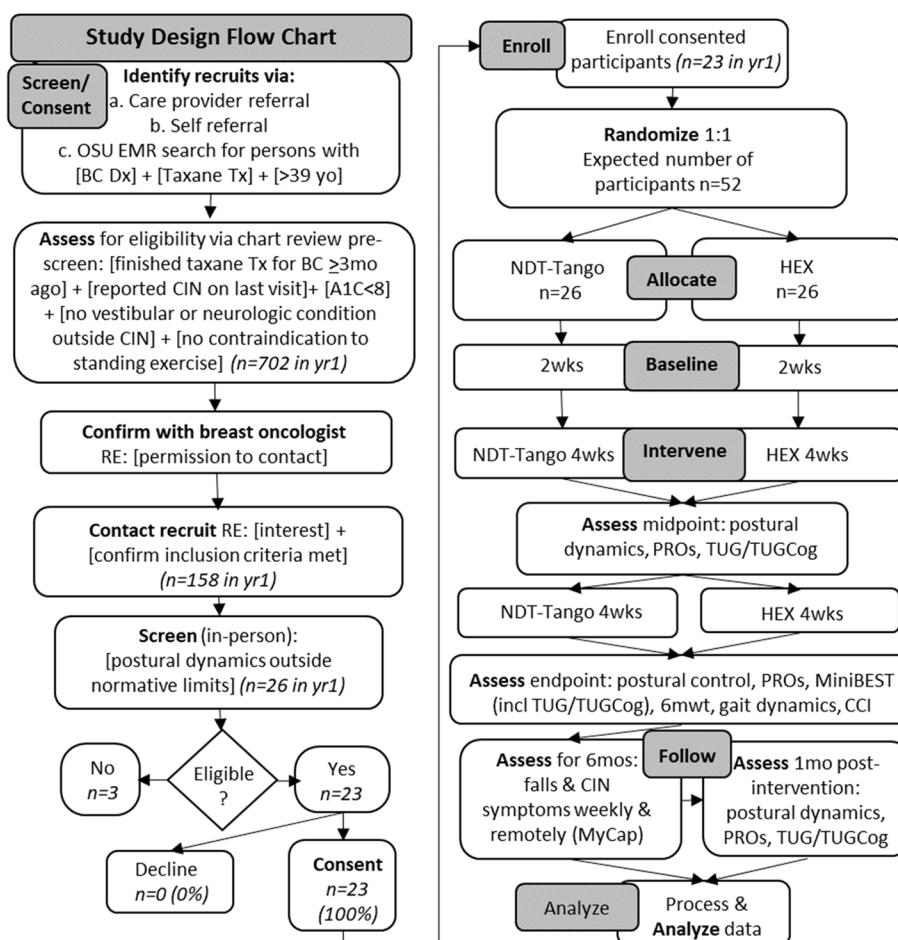 Study Design Flow Chart
Screen/
Consent
Identify recruits via:
a. Care provider referral
b. Self referral
c. OSU EMR search for persons with
[BC Dx] + [Taxane Tx] + [>39 yo]
Assess for eligibility via chart review pre-
screen: [finished taxane Tx for BC ≥3mo
ago] + [reported CIN on last visit]+ [A1C<8]
+ [no vestibular or neurologic condition
outside CIN] + [no contraindication to
standing exercise] (n=702 in yr1)
Confirm with breast oncologist
RE: [permission to contact]
Contact recruit RE: [interest] +
[confirm inclusion criteria met]
(n=158 in yr1)
Screen (in-person):
[postural dynamics outside
normative limits] (n=26 in yr1)
No
n=3
Eligible
?
Yes
n=23
Decline
n=0 (0%)
Consent
n=23
(100%)
Enroll
Enroll consented
participants (n=23 in yr1)
Randomize 1:1
Expected number of
participants n=52
NDT-Tango
n=26
Allocate
HEX
n=26
2wks
Baseline
2wks
NDT-Tango 4wks
Intervene
HEX 4wks
Assess midpoint: postural
dynamics, PROs, TUG/TUGCog
NDT-Tango 4wks
HEX 4wks
Assess endpoint: postural control, PROs, MiniBEST
(incl TUG/TUGCog), 6mwt, gait dynamics, CCI
Assess for 6mos:
falls & CIN
symptoms weekly &
remotely (MyCap)
Follow
Assess 1mo post-
intervention:
postural dynamics,
PROs, TUG/TUGCog
Analyze
Process &
Analyze data